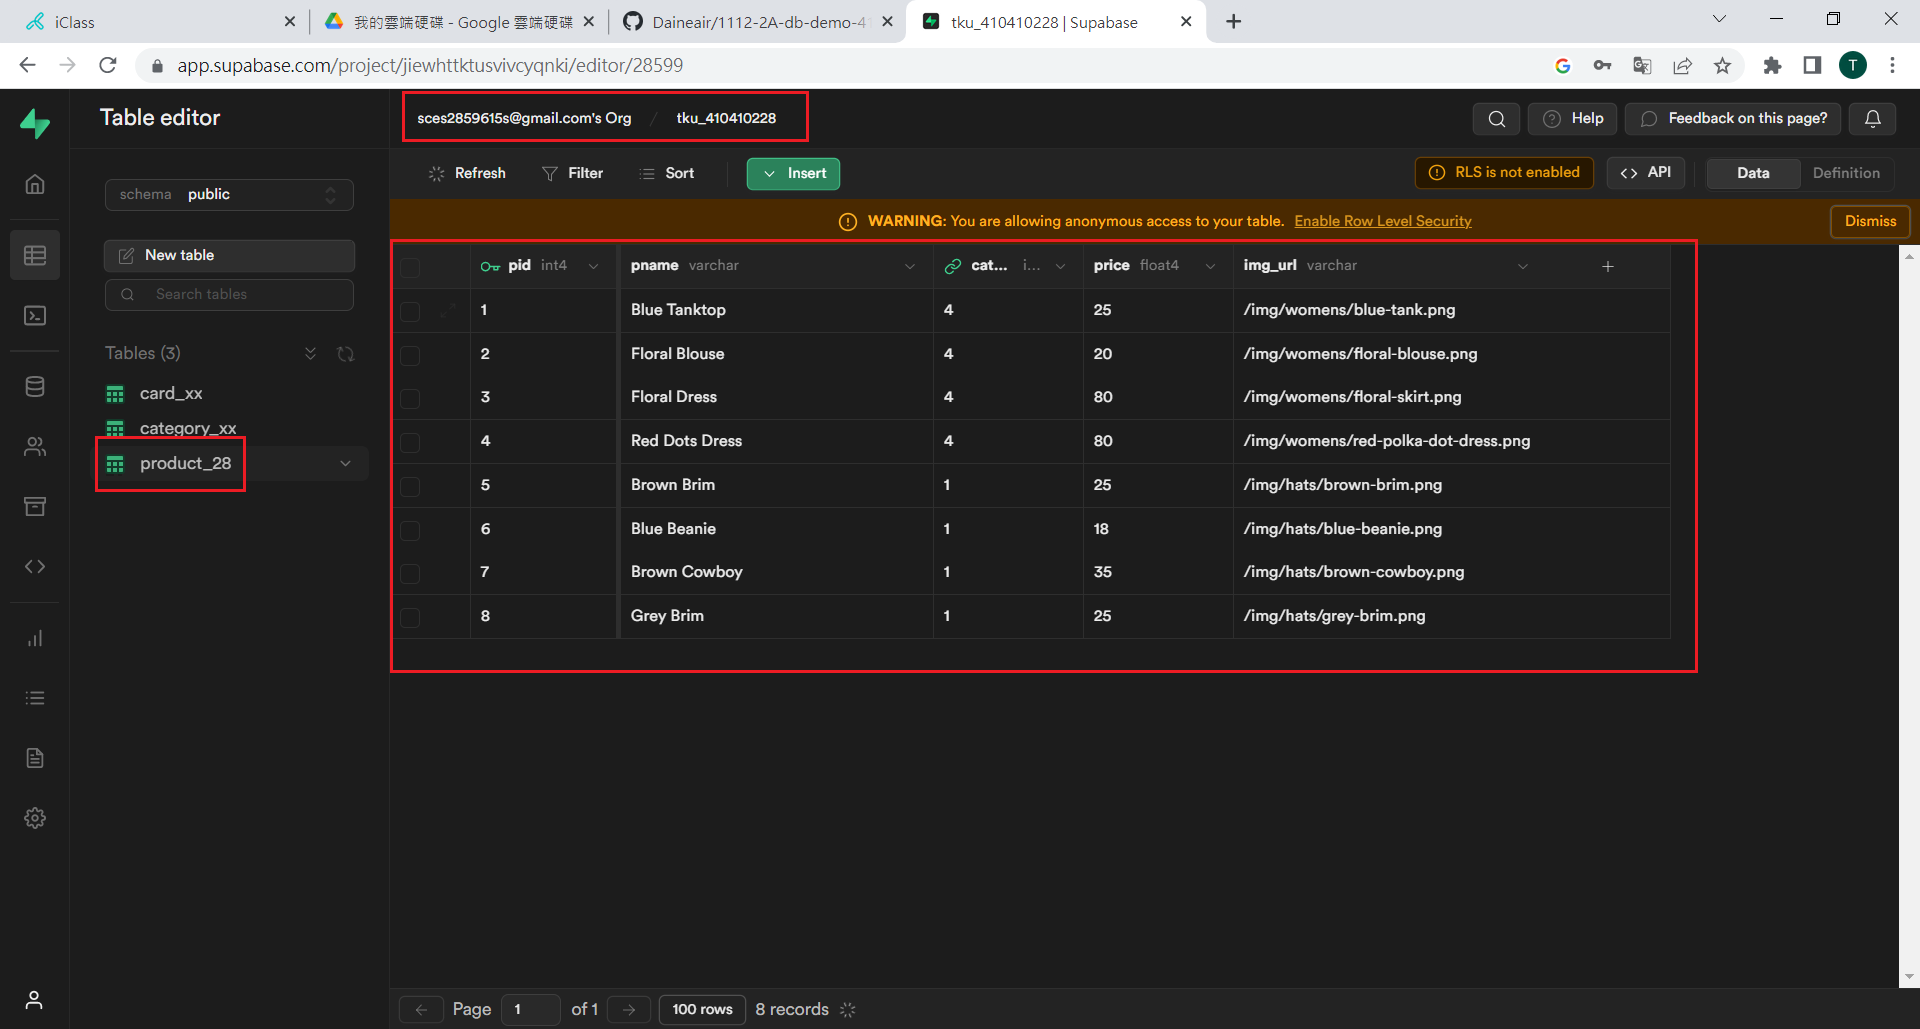 iClass
我的雲端硬碟 - Google 雲端硬碟
Daineair/1112-2A-db-demo-41
tku_410410228 | Supabase
app.supabase.com/project/jiewhttktusvivcyqnki/editor/28599
T
Table editor
sces2859615s@gmail.com's Org / tku_410410228
Help
Feedback on this page?
Refresh
Filter
Sort
Insert
RLS is not enabled
<> API
Data
Definition
schema public
WARNING: You are allowing anonymous access to your table. Enable Row Level Security
Dismiss
New table
Search tables
Tables (3)
card_xx
category_xx
product_28
pid int4 pname varchar cat... i... price float4 img_url varchar +
1 Blue Tanktop 4 25 /img/womens/blue-tank.png
2 Floral Blouse 4 20 /img/womens/floral-blouse.png
3 Floral Dress 4 80 /img/womens/floral-skirt.png
4 Red Dots Dress 4 80 /img/womens/red-polka-dot-dress.png
5 Brown Brim 1 25 /img/hats/brown-brim.png
6 Blue Beanie 1 18 /img/hats/blue-beanie.png
7 Brown Cowboy 1 35 /img/hats/brown-cowboy.png
8 Grey Brim 1 25 /img/hats/grey-brim.png
Page 1 of 1 100 rows 8 records